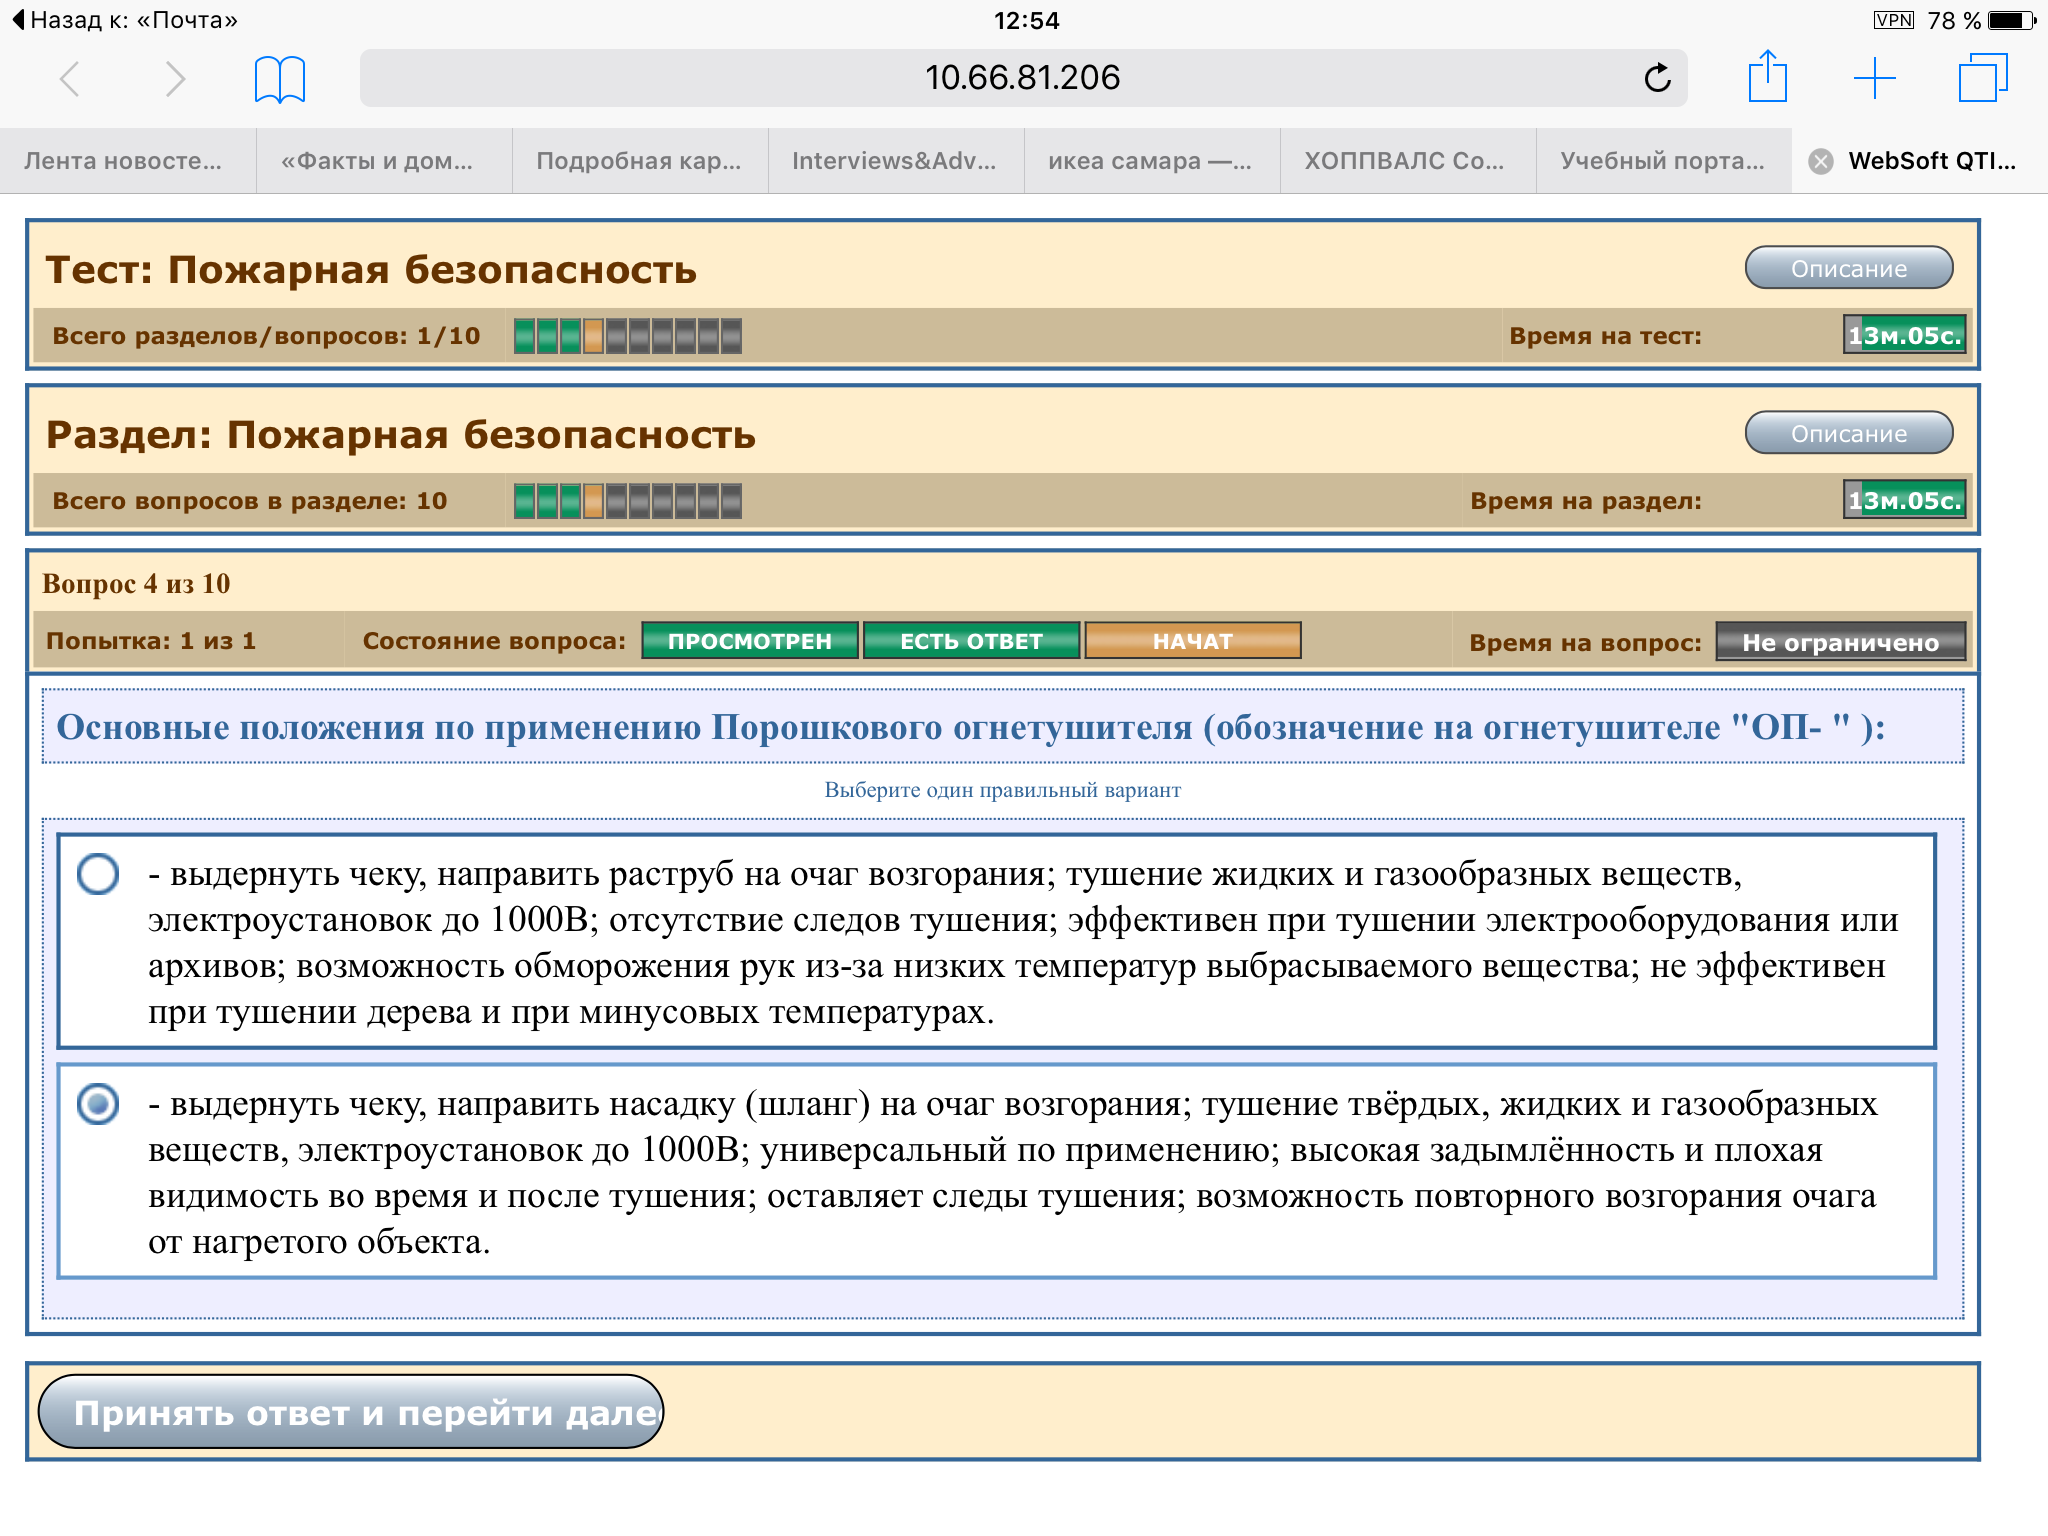 Назад к: «Почта»
12:54
VPN 78 %
10.66.81.206
Лента новосте...
«Факты и дом...
Подробная кар...
Interviews&Adv...
икеа самара —...
ХОППВАЛС Со...
Учебный порта...
WebSoft QTI...
Тест: Пожарная безопасность
Описание
Всего разделов/вопросов: 1/10
Время на тест:
13м.05с.
Раздел: Пожарная безопасность
Описание
Всего вопросов в разделе: 10
Время на раздел:
13м.05с.
Вопрос 4 из 10
Попытка: 1 из 1
Состояние вопроса:
ПРОСМОТРЕН
ЕСТЬ ОТВЕТ
НАЧАТ
Время на вопрос:
Не ограничено
Основные положения по применению Порошкового огнетушителя (обозначение на огнетушителе "ОП- " ):
Выберите один правильный вариант
- выдернуть чеку, направить раструб на очаг возгорания; тушение жидких и газообразных веществ,
электроустановок до 1000В; отсутствие следов тушения; эффективен при тушении электрооборудования или
архивов; возможность обморожения рук из-за низких температур выбрасываемого вещества; не эффективен
при тушении дерева и при минусовых температурах.
- выдернуть чеку, направить насадку (шланг) на очаг возгорания; тушение твёрдых, жидких и газообразных
веществ, электроустановок до 1000В; универсальный по применению; высокая задымлённость и плохая
видимость во время и после тушения; оставляет следы тушения; возможность повторного возгорания очага
от нагретого объекта.
Принять ответ и перейти дале